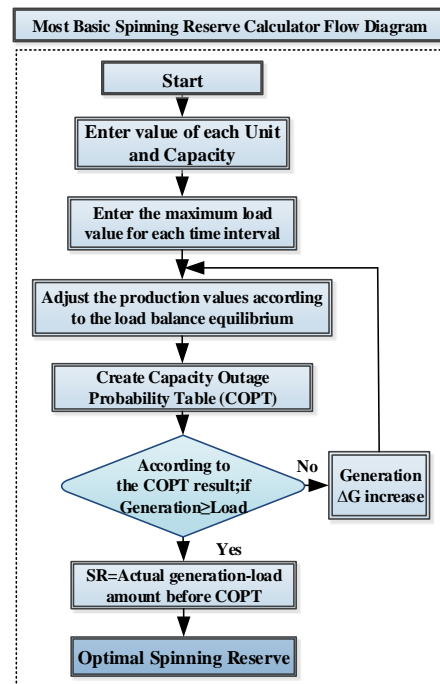 Most Basic Spinning Reserve Calculator Flow Diagram
Start
Enter value of each Unit
and Capacity
Enter the maximum load
value for each time interval
Adjust the production values according
to the load balance equilibrium
Create Capacity Outage
Probability Table (COPT)
According to
the COPT result;if
Generation≥Load
No
Generation
ΔG increase
Yes
SR=Actual generation-load
amount before COPT
Optimal Spinning Reserve